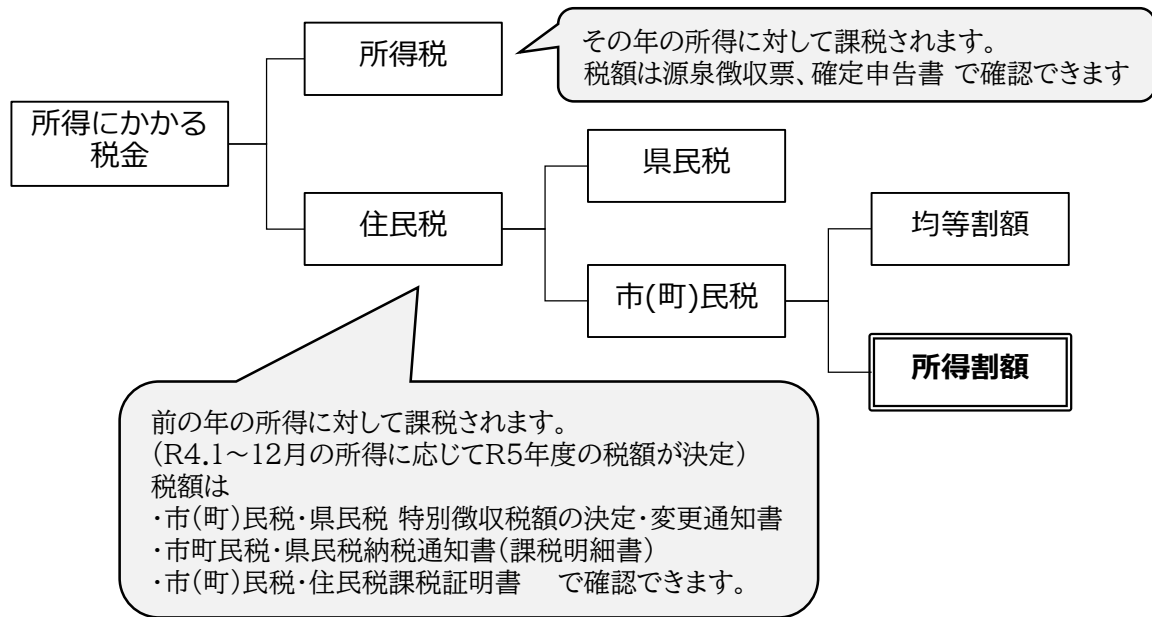 所得税
その年の所得に対して課税されます。
税額は源泉徴収票、確定申告書 で確認できます
所得にかかる
税金
県民税
住民税
均等割額
市(町)民税
所得割額
前の年の所得に対して課税されます。
（R4.1～12月の所得に応じてR5年度の税額が決定）
税額は
・市(町)民税・県民税 特別徴収税額の決定・変更通知書
・市町民税・県民税納税通知書（課税明細書）
・市(町)民税・住民税課税証明書　で確認できます。